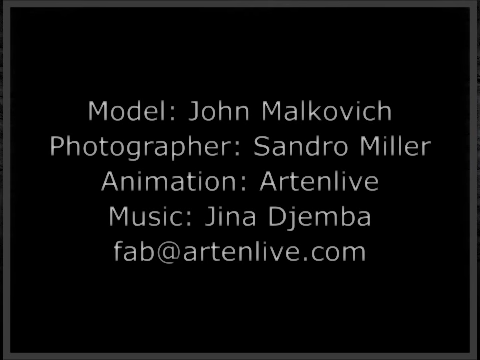 Model: John Malkovich
Photographer: Sandro Miller
Animation: Artenlive
Music: Jina Djemba
fab@artenlive.com